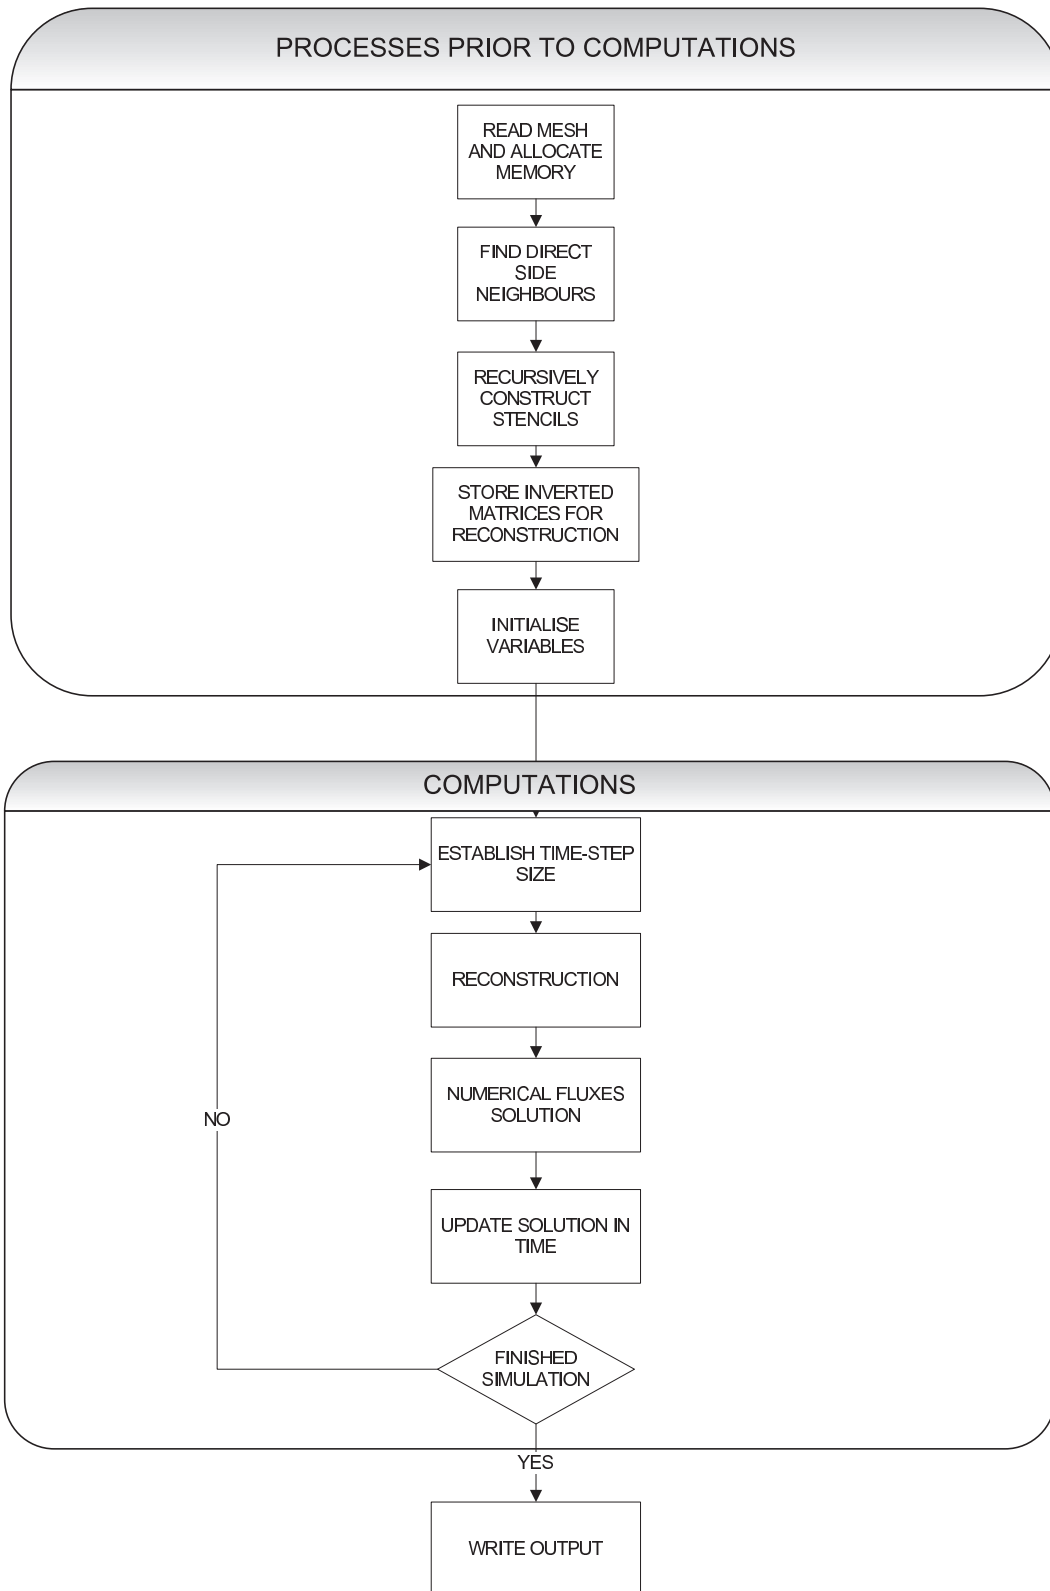 PROCESSES PRIOR TO COMPUTATIONS
READ MESH
AND ALLOCATE
MEMORY
FIND DIRECT
SIDE
NEIGHBOURS
RECURSIVELY
CONSTRUCT
STENCILS
STORE INVERTED
MATRICES FOR
RECONSTRUCTION
INITIALISE
VARIABLES
COMPUTATIONS
ESTABLISH TIME-STEP
SIZE
RECONSTRUCTION
NUMERICAL FLUXES
SOLUTION
NO
UPDATE SOLUTION IN
TIME
FINISHED
SIMULATION
YES
WRITE OUTPUT